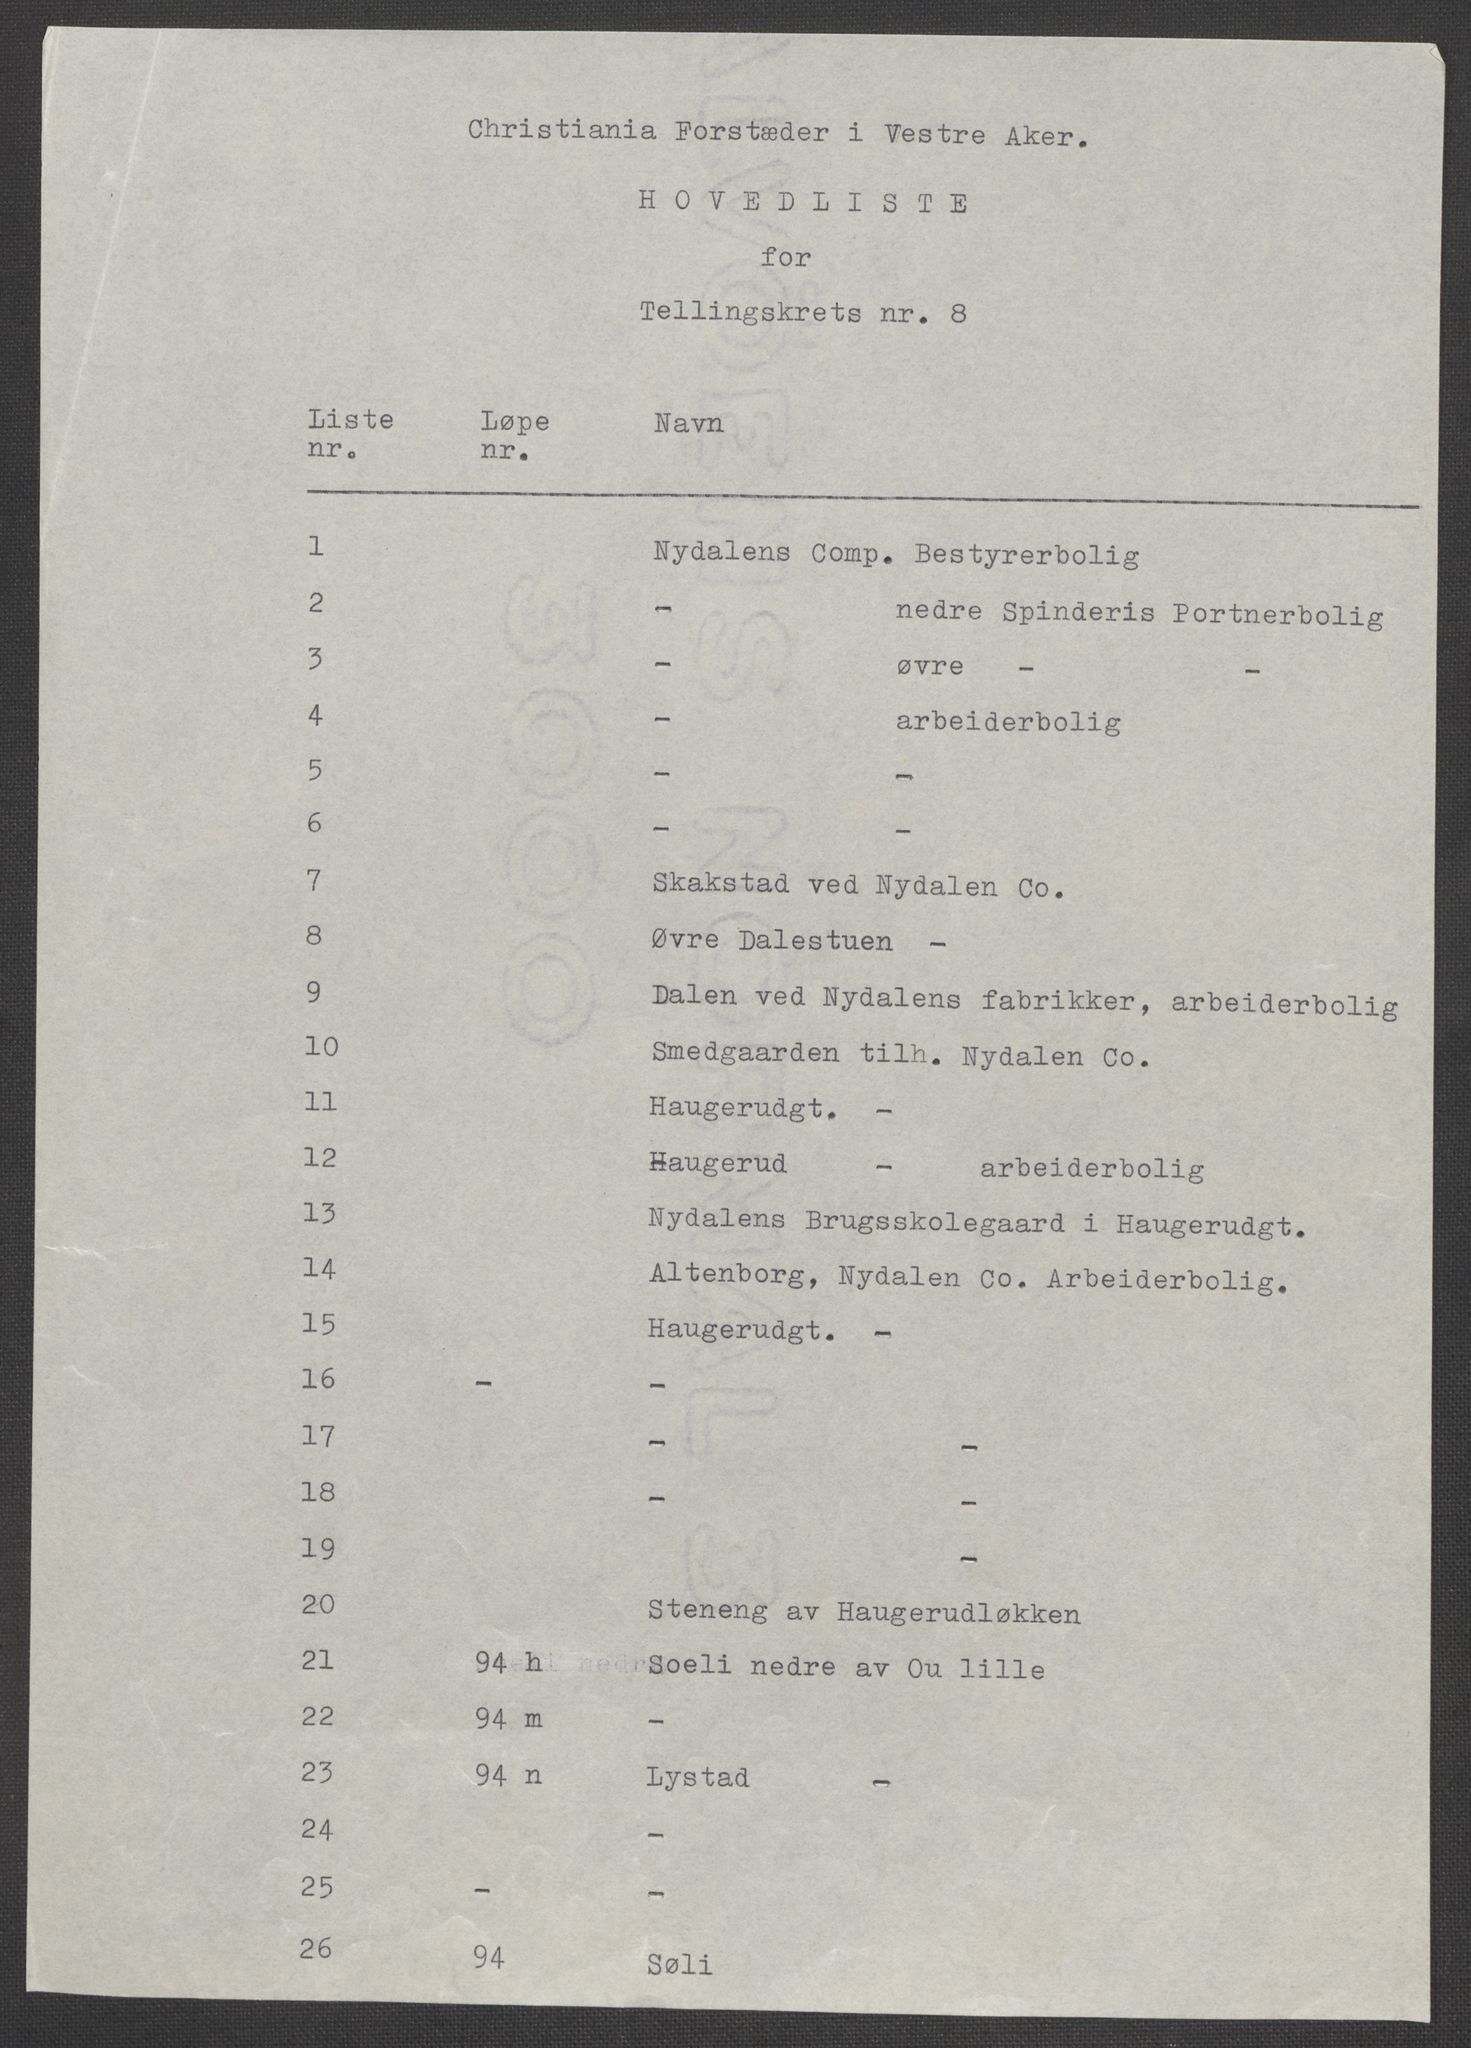 Christiania Forstæder i Vestre Aker.
H O V E D L I S T E
for
Tellingskrets nr. 8
Liste Løpe Navn
nr. nr.
1 Nydalens Comp. Bestyrerbolig
2 - nedre Spinderis Portnerbolig
3 - øvre - -
4 - arbeiderbolig
5 - -
6 - -
7 Skakstad ved Nydalen Co.
8 Øvre Dalestuen -
9 Dalen ved Nydalens fabrikker, arbeiderbolig
10 Smedgaarden tilh. Nydalen Co.
11 Haugerudgt. -
12 Haugerud - arbeiderbolig
13 Nydalens Brugsskolegaard i Haugerudgt.
14 Altenborg, Nydalen Co. Arbeiderbolig.
15 Haugerudgt. -
16 - -
17 - -
18 - -
19 -
20 Steneng av Haugerudløkken
21 94 h Soeli nedre av Ou lille
22 94 m -
23 94 n Lystad -
24 -
25 - -
26 94 Søli